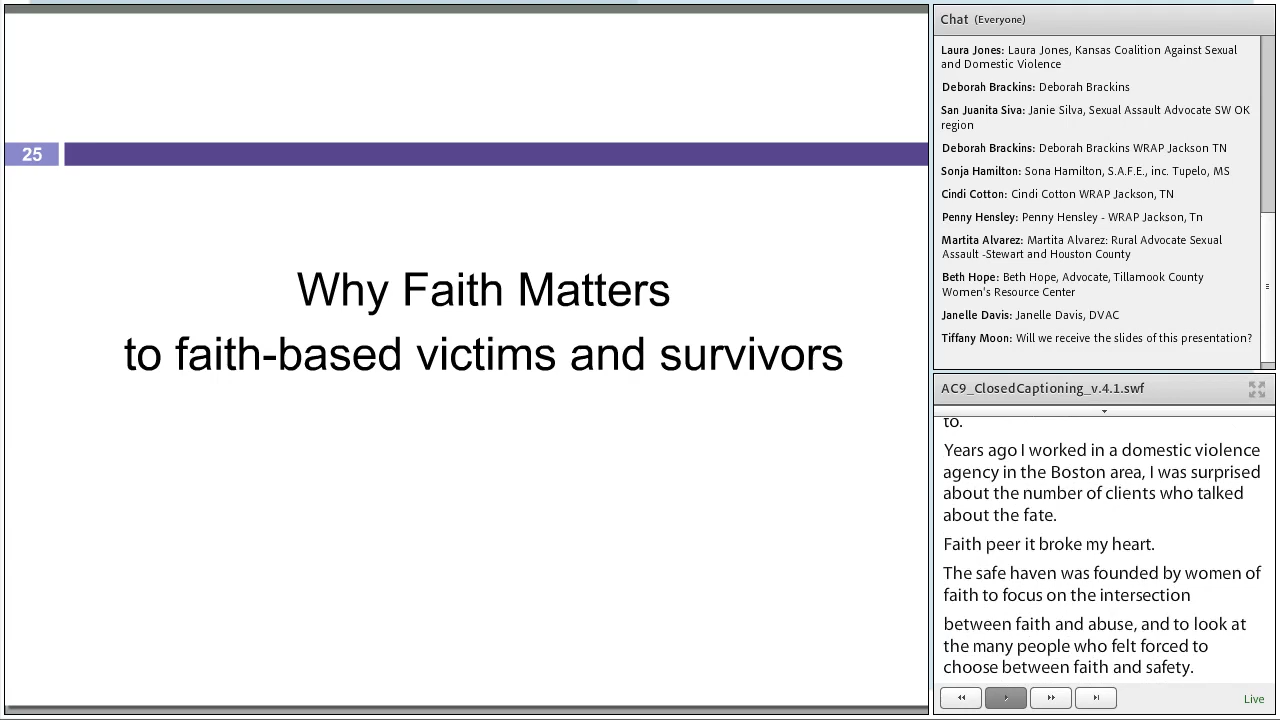 25
Why Faith Matters
to faith-based victims and survivors
Chat (Everyone)
Laura Jones: Laura Jones, Kansas Coalition Against Sexual
and Domestic Violence
Deborah Brackins: Deborah Brackins
San Juanita Siva: Janie Silva, Sexual Assault Advocate SW OK
region
Deborah Brackins: Deborah Brackins WRAP Jackson TN
Sonja Hamilton: Sona Hamilton, S.A.F.E., inc. Tupelo, MS
Cindi Cotton: Cindi Cotton WRAP Jackson, TN
Penny Hensley: Penny Hensley - WRAP Jackson, Tn
Martita Alvarez: Martita Alvarez: Rural Advocate Sexual
Assault -Stewart and Houston County
Beth Hope: Beth Hope, Advocate, Tillamook County
Women's Resource Center
Janelle Davis: Janelle Davis, DVAC
Tiffany Moon: Will we receive the slides of this presentation?
AC9_ClosedCaptioning_v.4.1.swf
to.
Years ago I worked in a domestic violence
agency in the Boston area, I was surprised
about the number of clients who talked
about the fate.
Faith peer it broke my heart.
The safe haven was founded by women of
faith to focus on the intersection
between faith and abuse, and to look at
the many people who felt forced to
choose between faith and safety.
Live